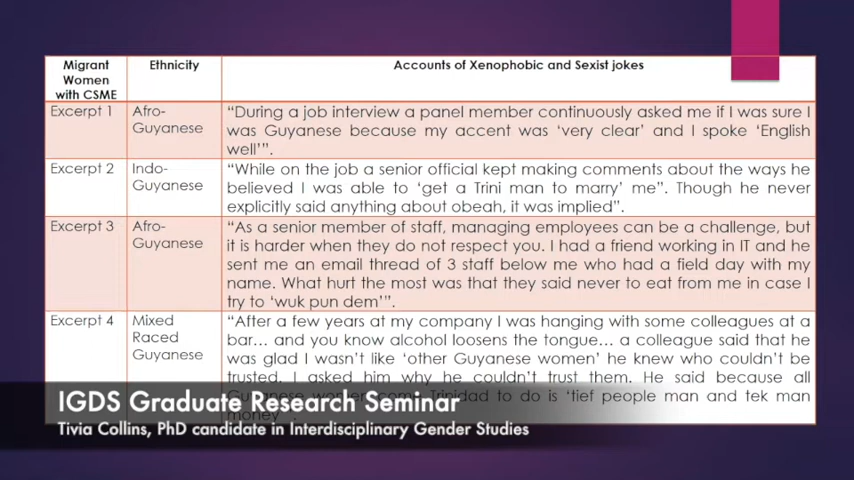 Migrant
Women
with CSME
Ethnicity
Accounts of Xenophobic and Sexist jokes
Excerpt 1
Afro-
Guyanese
“During a job interview a panel member continuously asked me if I was sure I
was Guyanese because my accent was ‘very clear’ and I spoke ‘English
well’”.
Excerpt 2
Indo-
Guyanese
“While on the job a senior official kept making comments about the ways he
believed I was able to ‘get a Trini man to marry’ me”. Though he never
explicitly said anything about obeah, it was implied”.
Excerpt 3
Afro-
Guyanese
“As a senior member of staff, managing employees can be a challenge, but
it is harder when they do not respect you. I had a friend working in IT and he
sent me an email thread of 3 staff below me who had a field day with my
name. What hurt the most was that they said never to eat from me in case I
try to ‘wuk pun dem’”.
Excerpt 4
Mixed
Raced
Guyanese
“After a few years at my company I was hanging with some colleagues at a
bar… and you know alcohol loosens the tongue… a colleague said that he
was glad I wasn’t like ‘other Guyanese women’ he knew who couldn’t be
trusted. I asked him why he couldn’t trust them. He said because all
Guyanese women come Trinidad to do is ‘tief people man and tek man
money’”.
IGDS Graduate Research Seminar
Tivia Collins, PhD candidate in Interdisciplinary Gender Studies